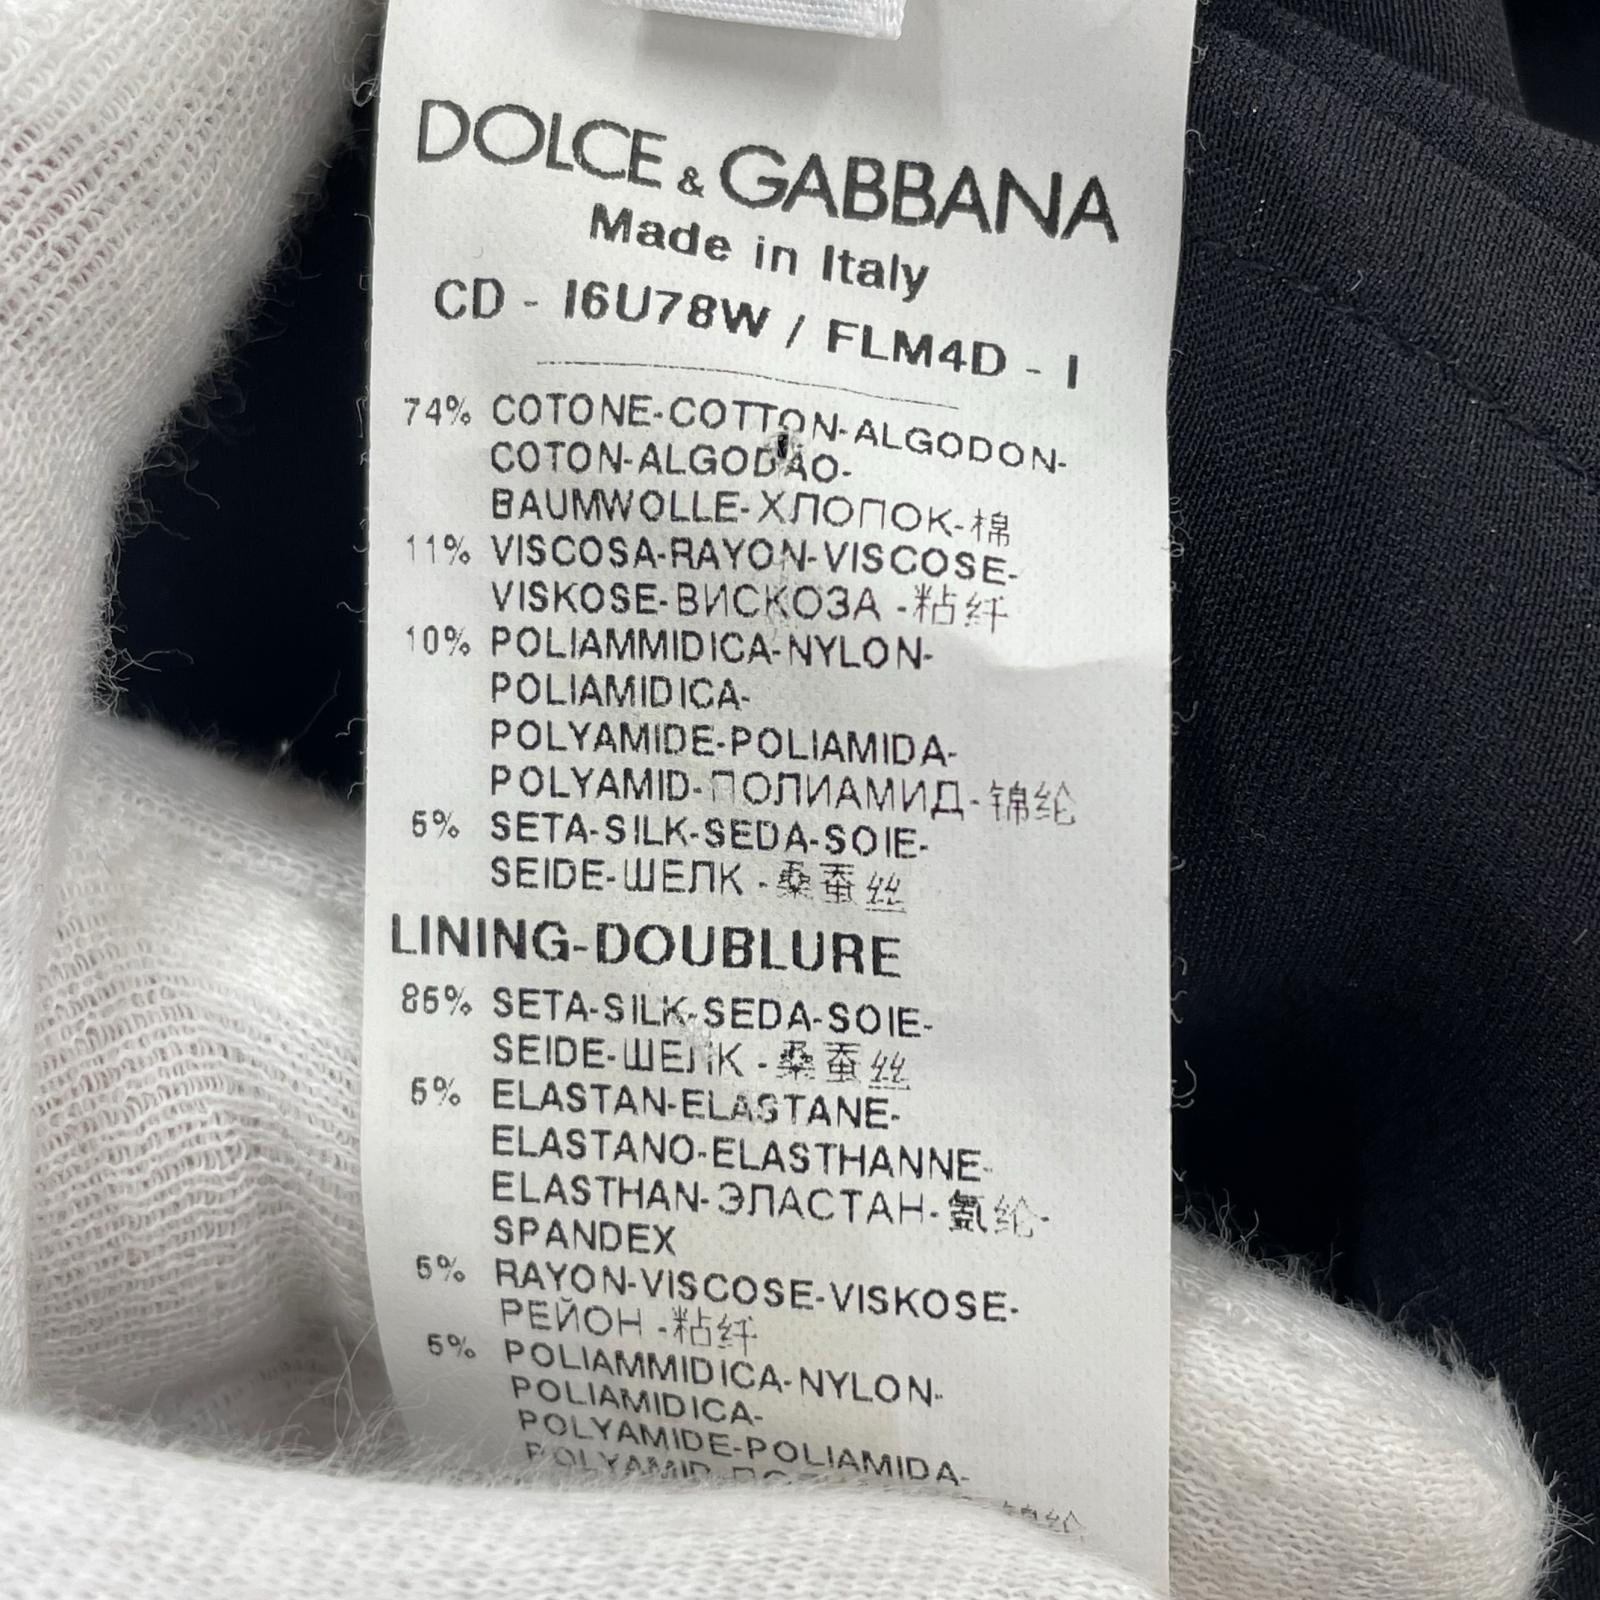 DOLCE & GABBANA
Made in Italy
CD - I6U78W / FLM4D - I
74% COTONE-COTTON-ALGODON-
COTON-ALGODAO-
BAUMWOLLE-ХЛОПОК-棉
11% VISCOSA-RAYON-VISCOSE-
VISKOSE-ВИСКОЗА -粘纤
10% POLIAMMIDICA-NYLON-
POLIAMIDICA-
POLYAMIDE-POLIAMIDA-
POLYAMID-ПОЛИАМИД-锦纶
5% SETA-SILK-SEDA-SOIE-
SEIDE-ШЕЛК -桑蚕丝
LINING-DOUBLURE
85% SETA-SILK-SEDA-SOIE-
SEIDE-ШЕЛК -桑蚕丝
5% ELASTAN-ELASTANE-
ELASTANO-ELASTHANNE-
ELASTHAN-ЭЛАСТАН-氨纶-
SPANDEX
5% RAYON-VISCOSE-VISKOSE-
РЕЙОН -粘纤
5% POLIAMMIDICA-NYLON-
POLIAMIDICA-
POLYAMIDE-POLIAMIDA-
POLYAMID-